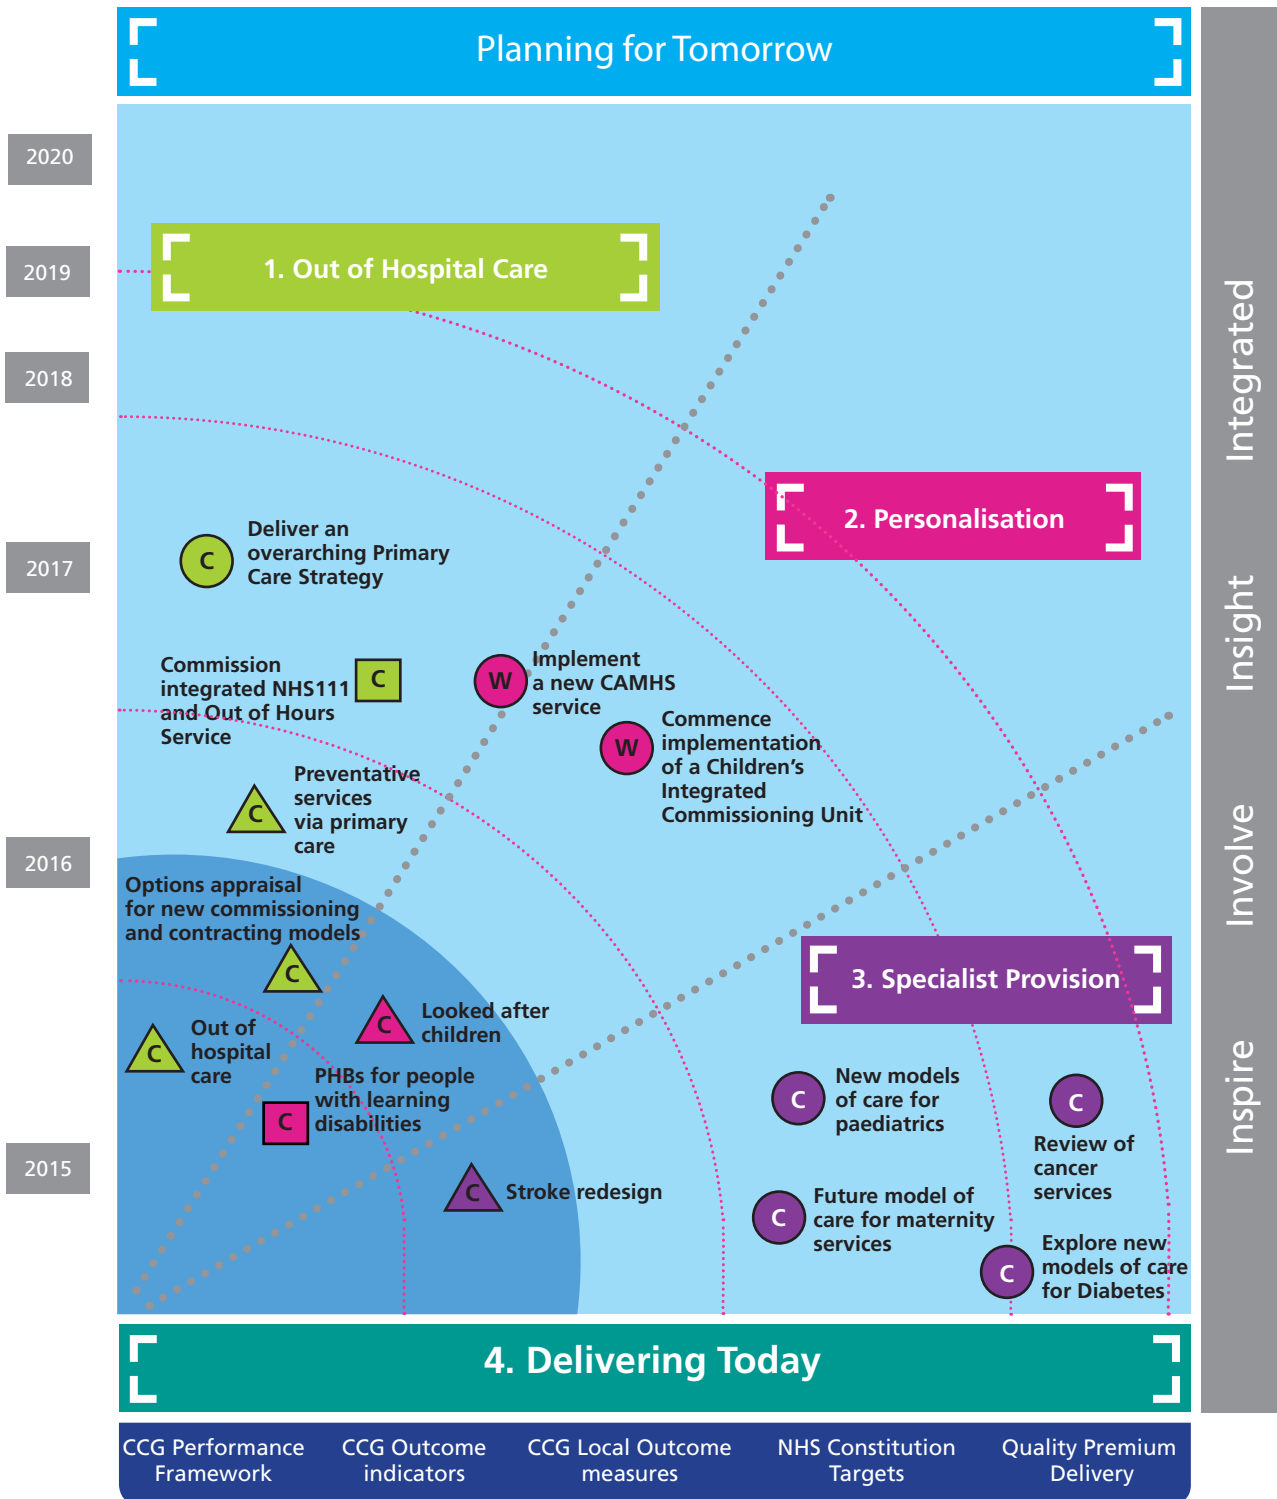 Planning for Tomorrow
2020
2019
2018
2017
2016
2015
1. Out of Hospital Care
2. Personalisation
3. Specialist Provision
C
Deliver an
overarching Primary
Care Strategy
Commission
integrated NHS111
and Out of Hours
Service
C
W
Implement
a new CAMHS
service
W
Commence
implementation
of a Children's
Integrated
Commissioning Unit
C
Preventative
services
via primary
care
Options appraisal
for new commissioning
and contracting models
C
C
Out of
hospital
care
C
Looked after
children
PHBs for people
with learning
disabilities
C
C
Stroke redesign
C
New models
of care for
paediatrics
C
Review of
cancer
services
C
Future model of
care for maternity
services
C
Explore new
models of care
for Diabetes
Integrated
Insight
Involve
Inspire
4. Delivering Today
CCG Performance
Framework
CCG Outcome
indicators
CCG Local Outcome
measures
NHS Constitution
Targets
Quality Premium
Delivery